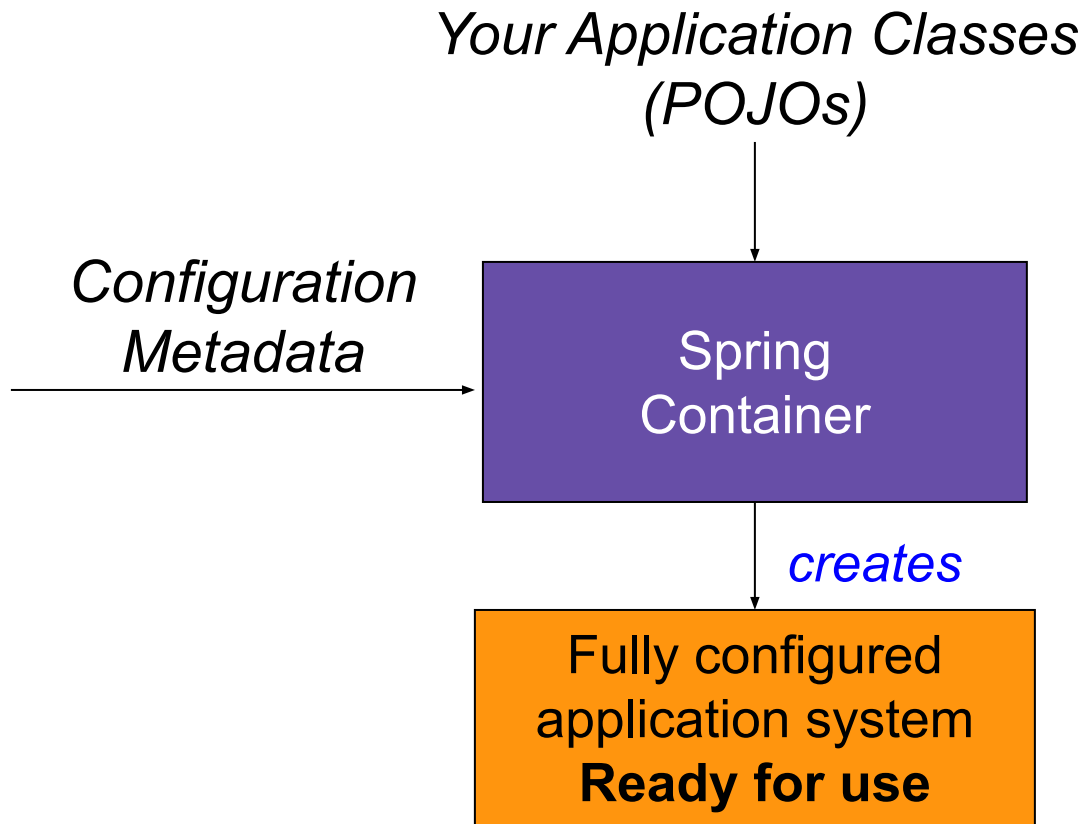 Your Application Classes
(POJOs)
Configuration
Metadata
Spring
Container
creates
Fully configured
application system
Ready for use